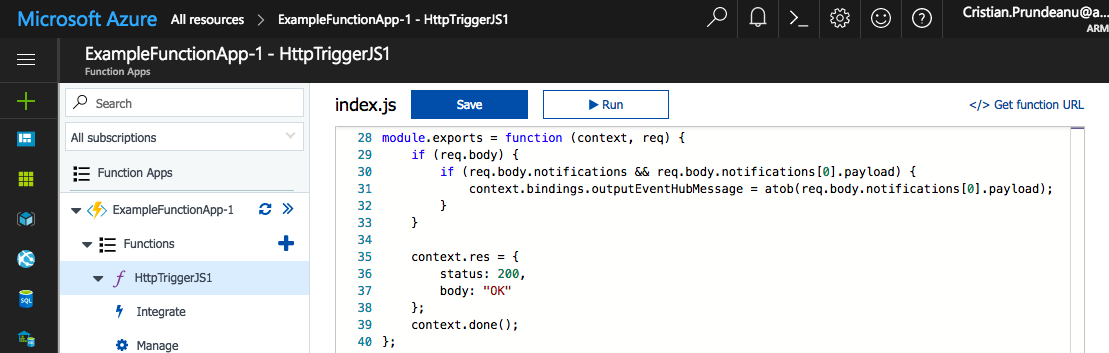 Microsoft Azure All resources > ExampleFunctionApp-1 - HttpTriggerJS1
Cristian.Prundeanu@a...
ARM
ExampleFunctionApp-1 - HttpTriggerJS1
Function Apps
Search
All subscriptions
Function Apps
ExampleFunctionApp-1
Functions
HttpTriggerJS1
Integrate
Manage
index.js Save Run </> Get function URL
28 module.exports = function (context, req) {
29     if (req.body) {
30         if (req.body.notifications && req.body.notifications[0].payload) {
31             context.bindings.outputEventHubMessage = atob(req.body.notifications[0].payload);
32         }
33     }
34
35     context.res = {
36         status: 200,
37         body: "OK"
38     };
39     context.done();
40 };